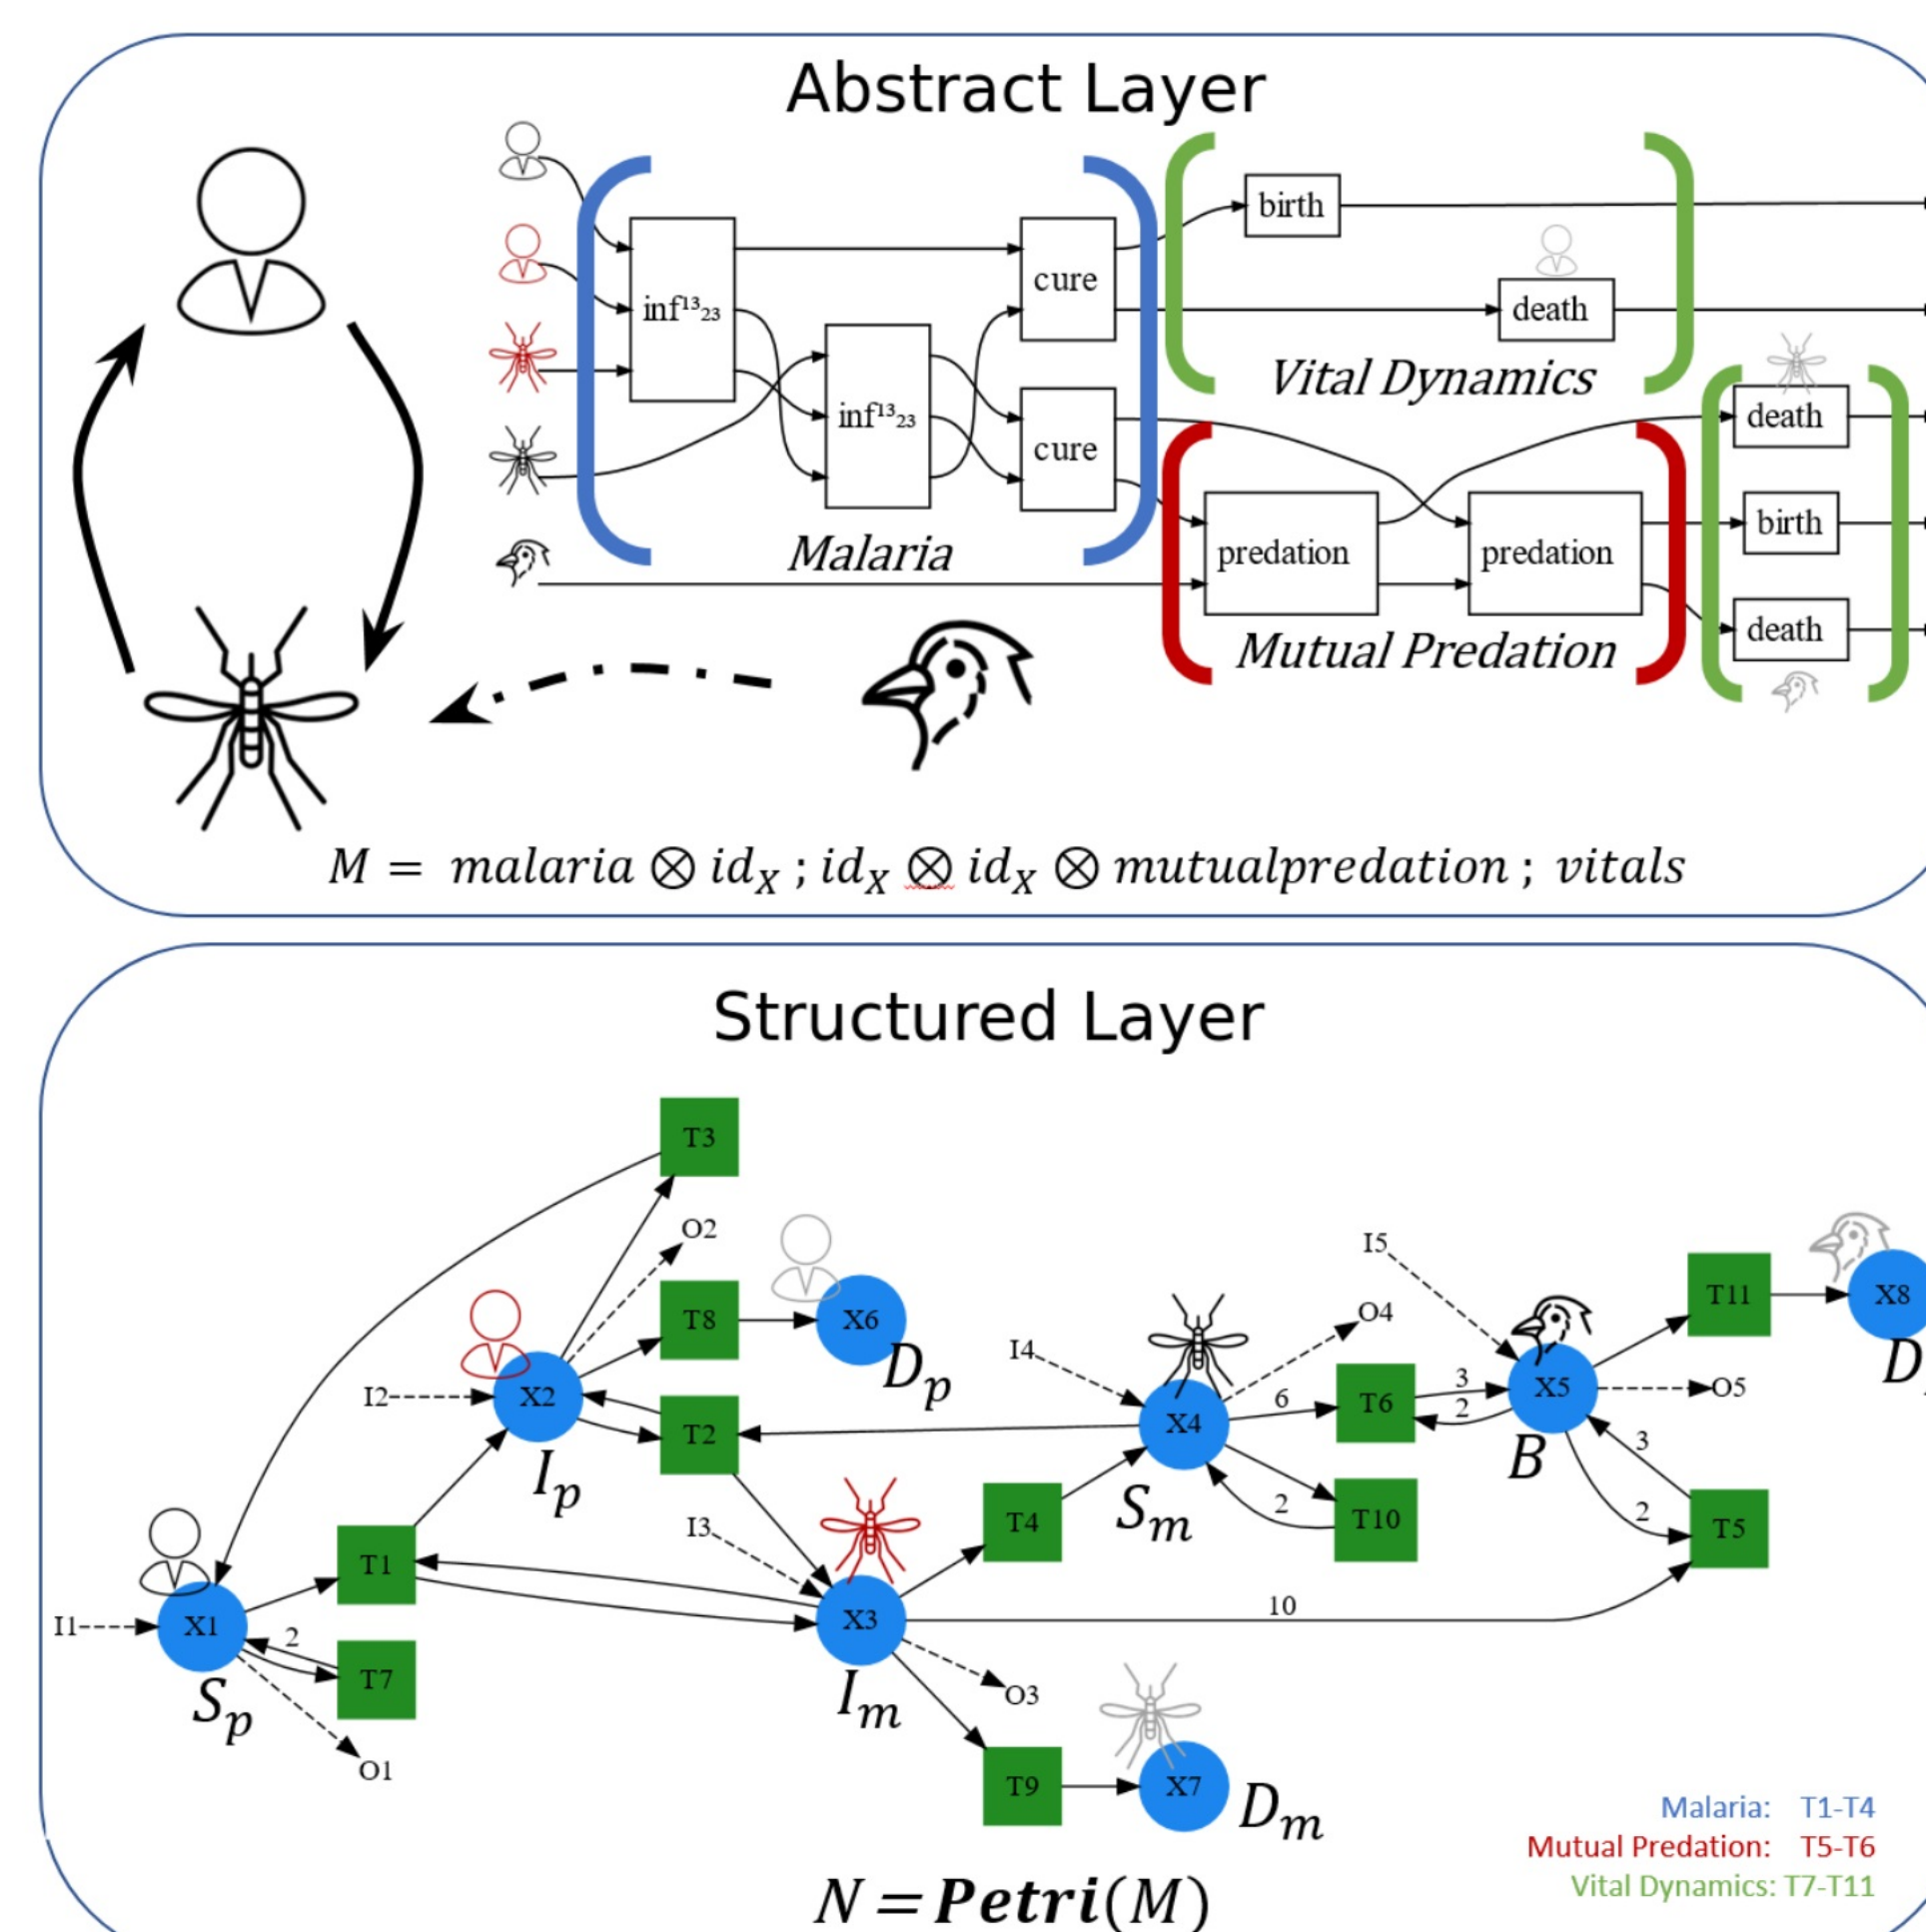 Abstract Layer
birth
inf¹³₂₃
cure
death
Vital Dynamics
inf¹³₂₃
death
cure
birth
predation
predation
Malaria
death
Mutual Predation
M = malaria ⊗ id_X ; id_X ⊗ id_X ⊗ mutualpredation ; vitals
Structured Layer
T3
O2
I5
T11
X8
T8
X6
D_p
I4
O4
D
I2
X2
T2
X4
6
T6
3
2
X5
O5
I_p
B
3
I3
T4
S_m
2
T10
2
T5
T1
I1
X1
X3
10
2
T7
S_p
I_m
O3
O1
T9
X7
D_m
Malaria: T1-T4
Mutual Predation: T5-T6
Vital Dynamics: T7-T11
N = Petri(M)